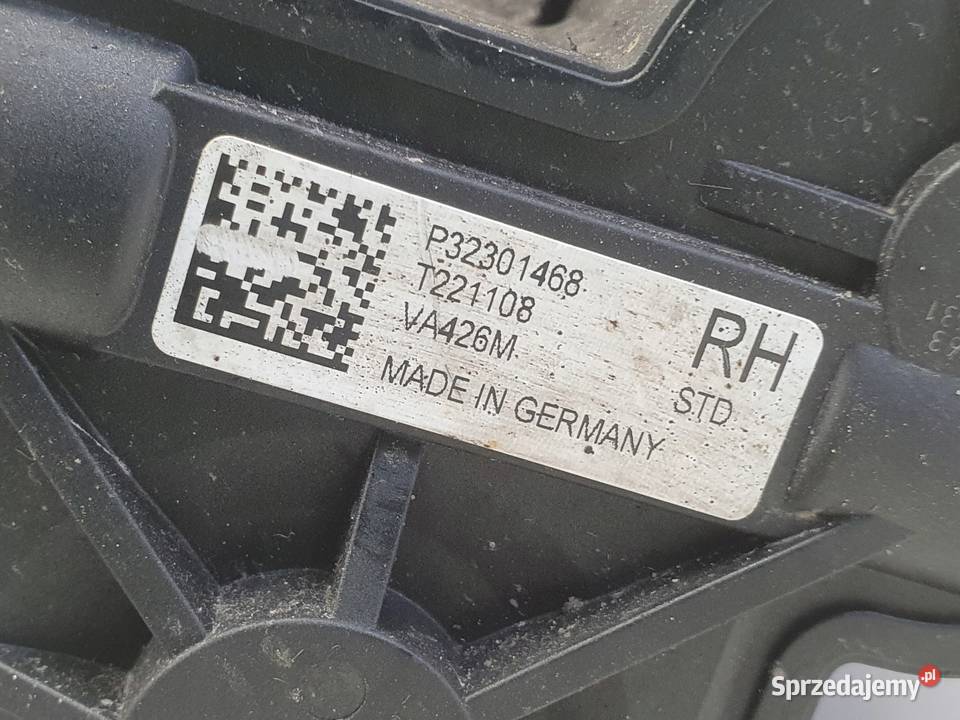 P32301468
T221108
VA426M
MADE IN GERMANY
RH
STD
Sprzedajemy.pl